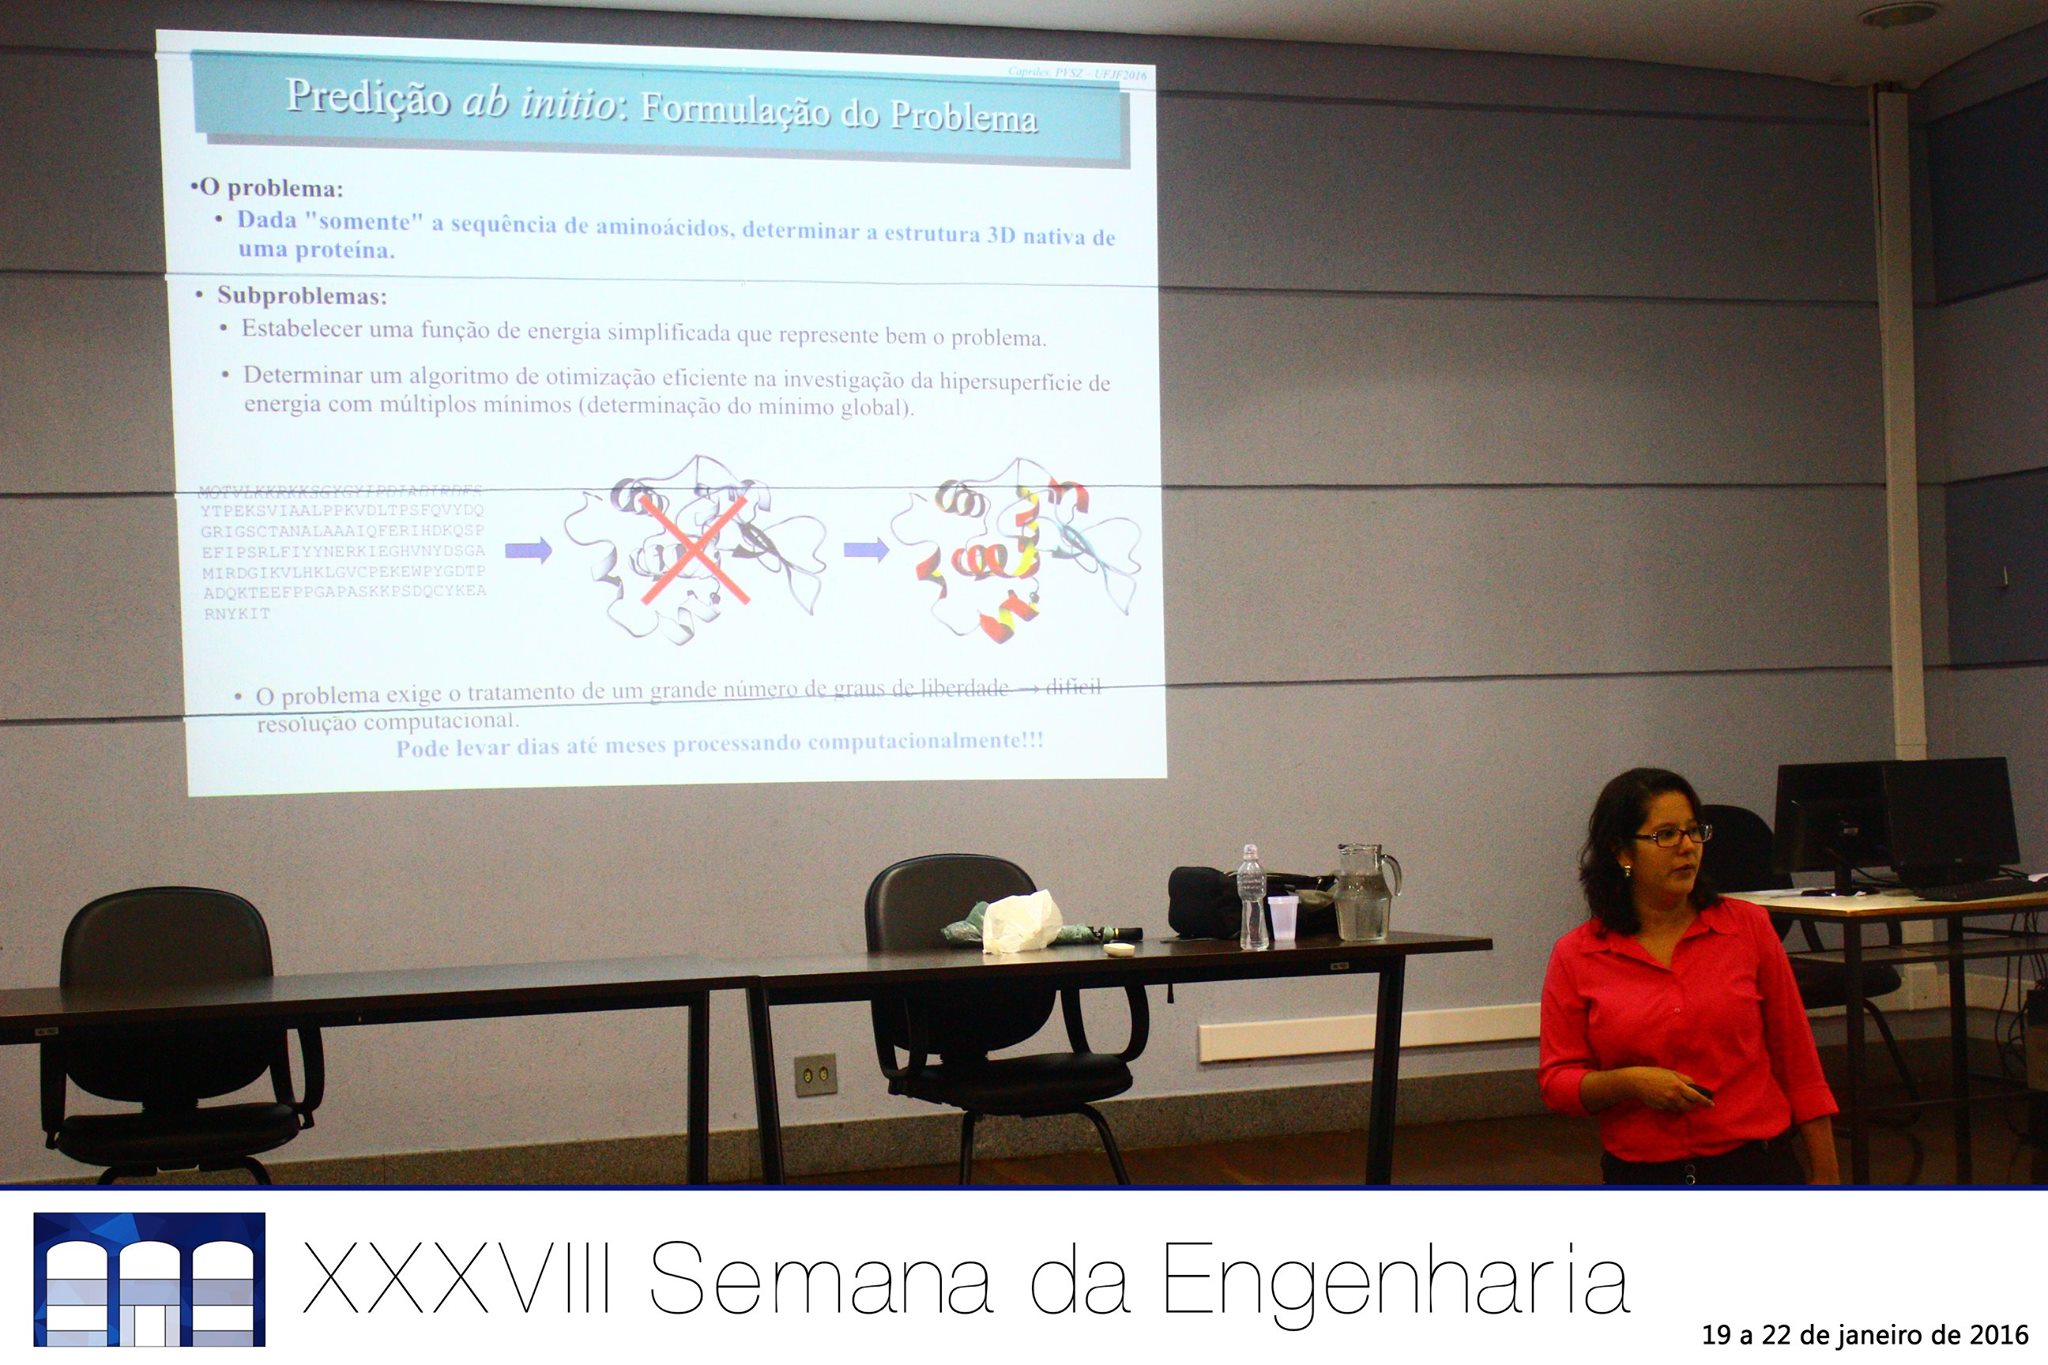 Capriles, PVSZ – UFJF2016
Predição ab initio: Formulação do Problema
•O problema:
• Dada "somente" a sequência de aminoácidos, determinar a estrutura 3D nativa de
uma proteína.
• Subproblemas:
• Estabelecer uma função de energia simplificada que represente bem o problema.
• Determinar um algoritmo de otimização eficiente na investigação da hipersuperfície de
energia com múltiplos mínimos (determinação do mínimo global).
MQTVLKKRKKSGYGYIPDIADIRDFS
YTPEKSVIAALPPKVDLTPSFQVYDQ
GRIGSCTANALAAAIQFERIHDKQSP
EFIPSRLFIYYNERKIEGHVNYDSGA
MIRDGIKVLHKLGVCPEKEWPYGDTP
ADQKTEEFPPGAPASKKPSDQCYKEA
RNYKIT
• O problema exige o tratamento de um grande número de graus de liberdade → difícil
resolução computacional.
Pode levar dias até meses processando computacionalmente!!!
XXXVIII Semana da Engenharia
19 a 22 de janeiro de 2016